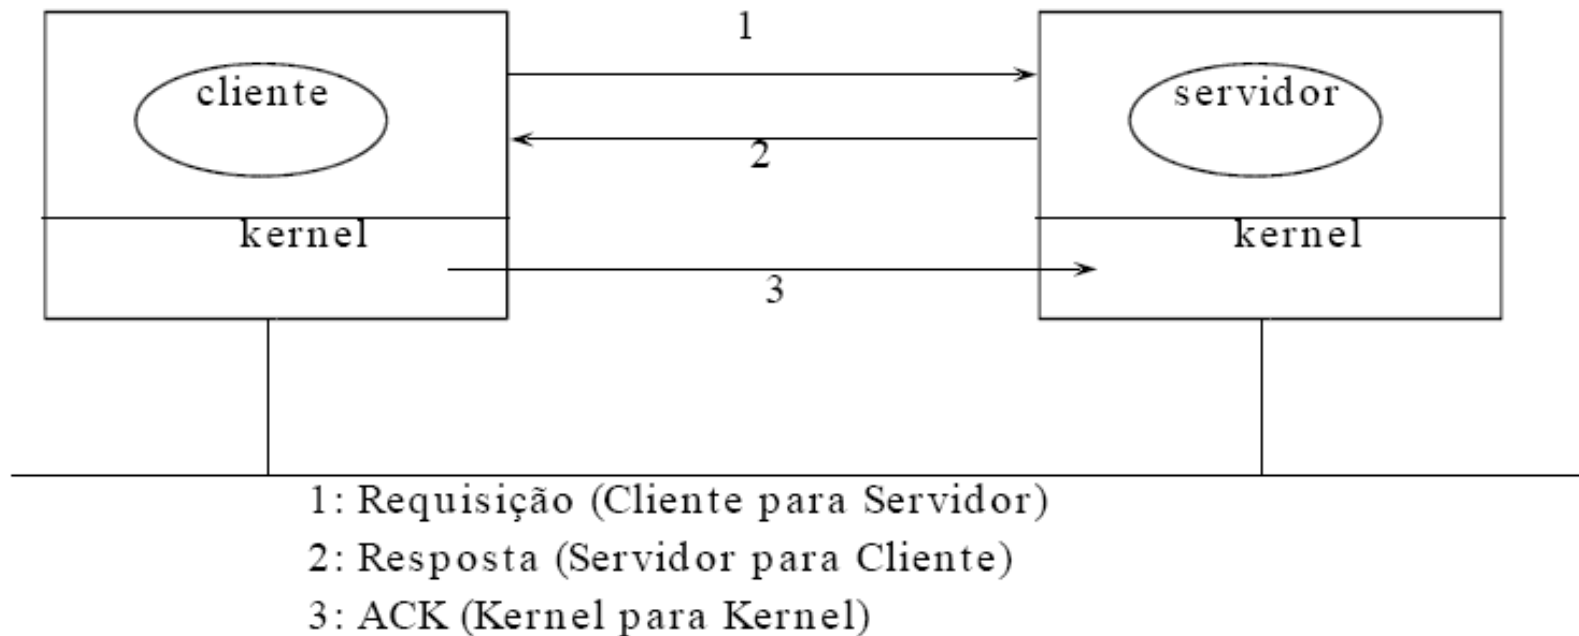 1
cliente
servidor
2
kernel
kernel
3
1: Requisição (Cliente para Servidor)
2: Resposta (Servidor para Cliente)
3: ACK (Kernel para Kernel)